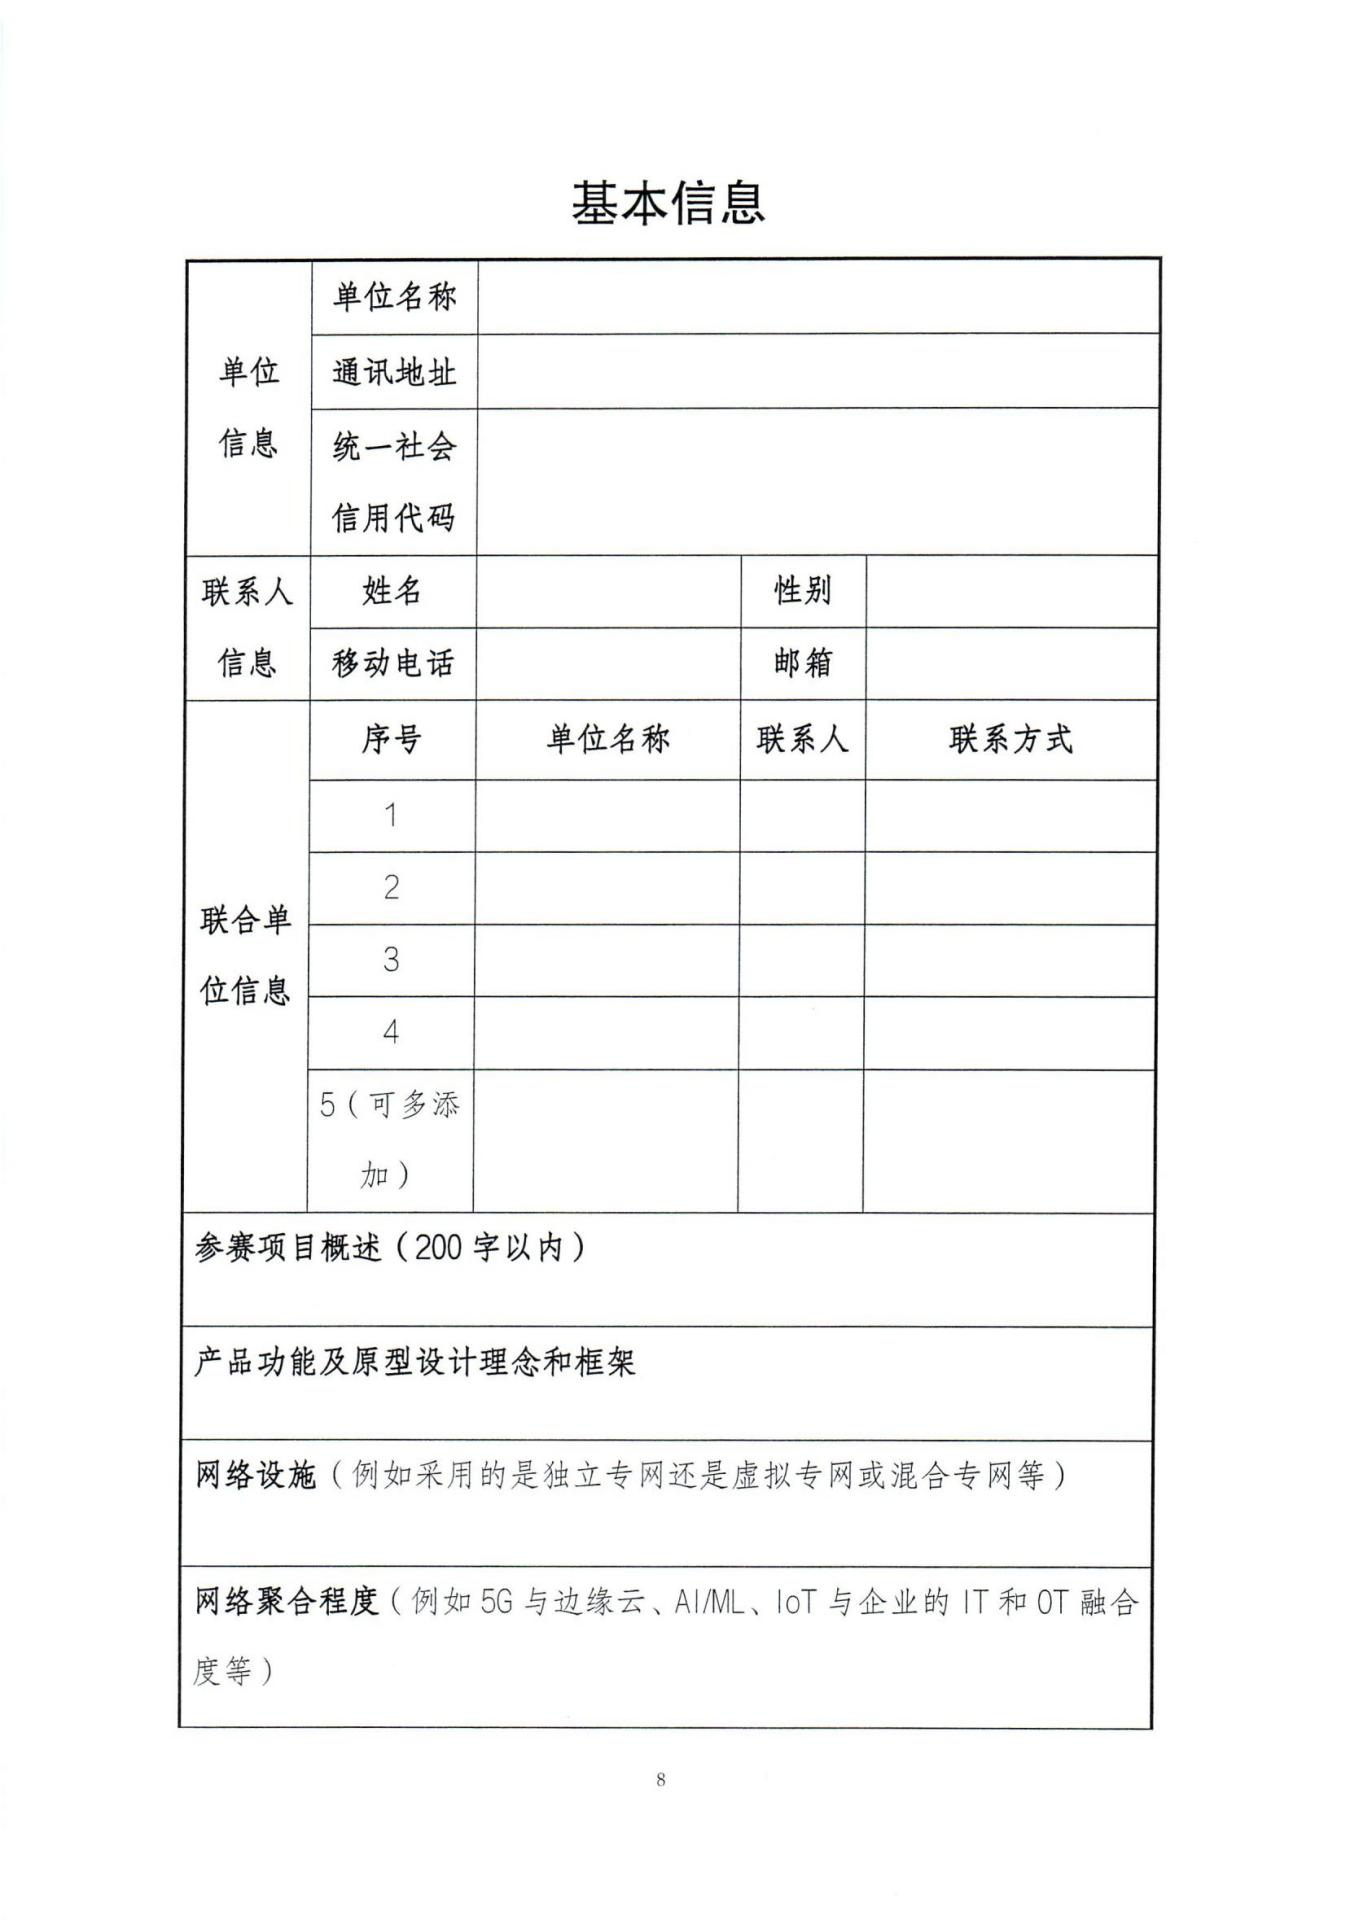 基本信息
单位
信息
单位名称
通讯地址
统一社会
信用代码
联系人
信息
姓名
性别
移动电话
邮箱
联合单
位信息
序号
单位名称
联系人
联系方式
1
2
3
4
5(可多添
加)
参赛项目概述(200字以内)
产品功能及原型设计理念和框架
网络设施(例如采用的是独立专网还是虚拟专网或混合专网等)
网络聚合程度(例如5G与边缘云、AI/ML、IoT与企业的IT和OT融合
度等)
8